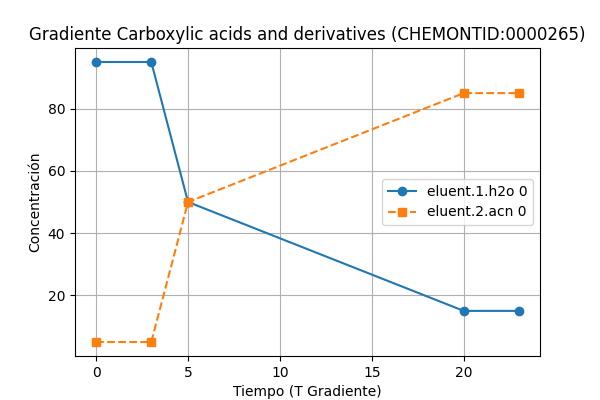 Gradiente Carboxylic acids and derivatives (CHEMONTID:0000265)
Concentración
80
60
40
20
eluent.1.h2o 0
eluent.2.acn 0
0
5
10
15
20
Tiempo (T Gradiente)